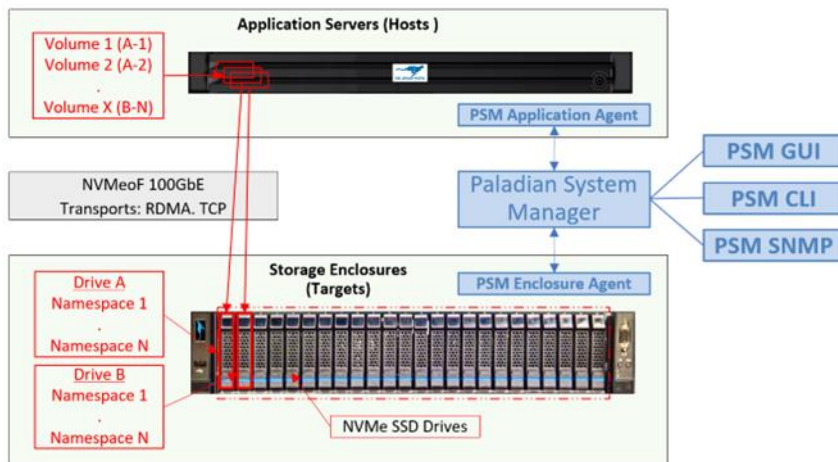 Application Servers (Hosts )
Volume 1 (A-1)
Volume 2 (A-2)
.
Volume X (B-N)
PSM Application Agent
NVMeoF 100GbE
Transports: RDMA. TCP
Paladian System
Manager
PSM GUI
PSM CLI
PSM SNMP
Storage Enclosures
(Targets)
PSM Enclosure Agent
Drive A
Namespace 1
.
Namespace N
Drive B
Namespace 1
.
Namespace N
NVMe SSD Drives